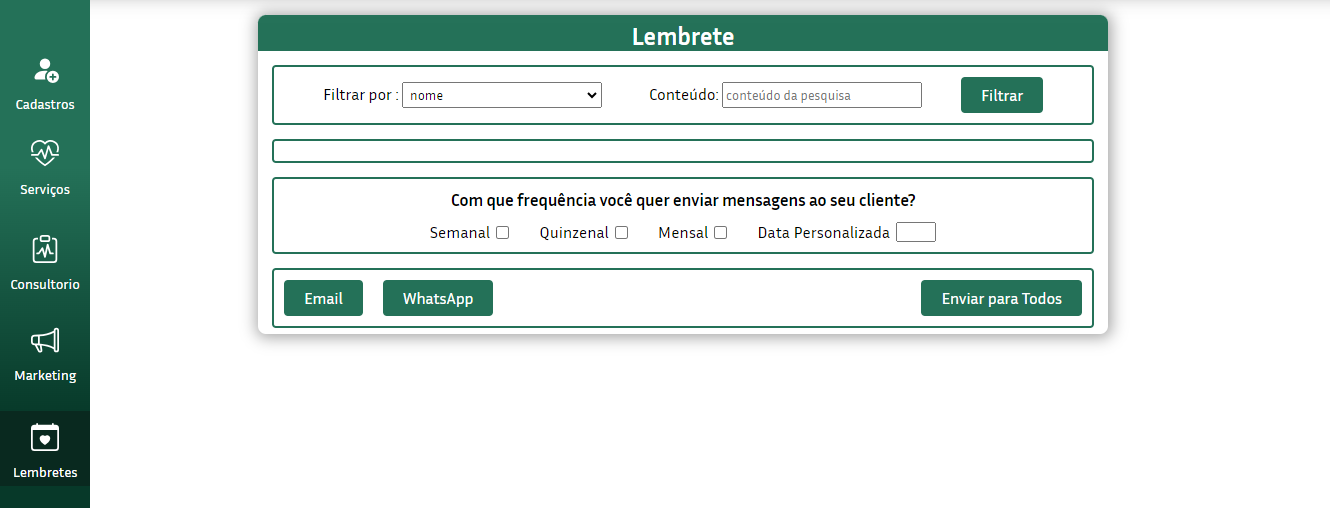 Cadastros
Serviços
Consultorio
Marketing
Lembretes
Lembrete
Filtrar por : nome Conteúdo: conteúdo da pesquisa Filtrar
Com que frequência você quer enviar mensagens ao seu cliente?
Semanal Quinzenal Mensal Data Personalizada
Email WhatsApp Enviar para Todos